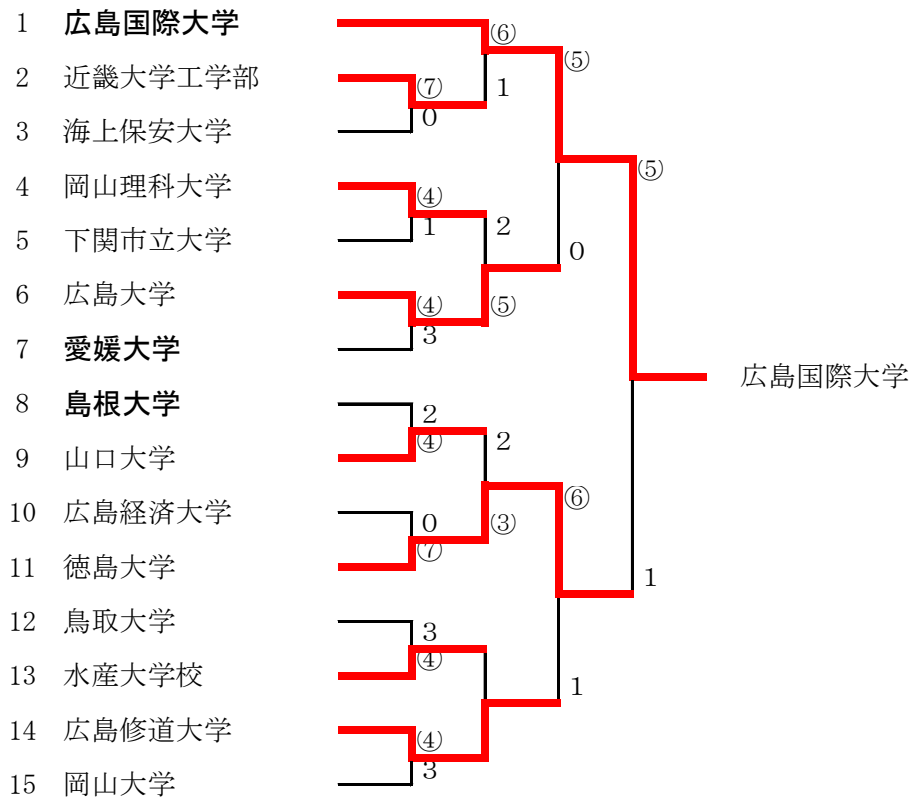 1 広島国際大学
⑥
⑤
2 近畿大学工学部
⑦
1
0
3 海上保安大学
4 岡山理科大学
④
⑤
1
2
5 下関市立大学
0
6 広島大学
④
⑤
3
7 愛媛大学
広島国際大学
8 島根大学
2
④
2
9 山口大学
⑥
10 広島経済大学
0
③
⑦
11 徳島大学
1
12 鳥取大学
3
④
13 水産大学校
1
14 広島修道大学
④
3
15 岡山大学